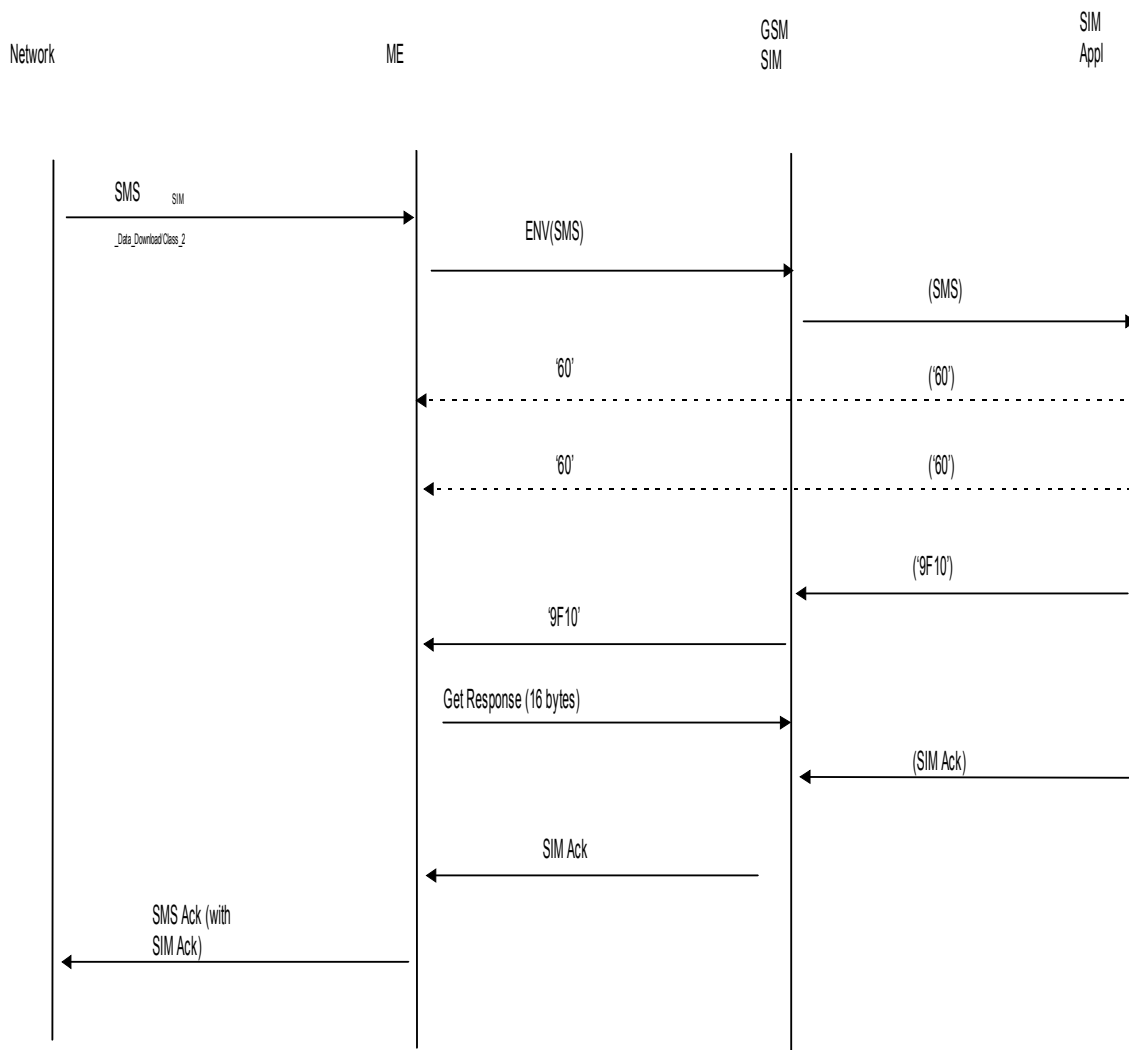 Network
ME
GSM
SIM
SIM
Appl
SMS SIM
_Data_Download/Class_2
ENV(SMS)
(SMS)
‘60’
(‘60’)
‘60’
(‘60’)
(‘9F10’)
‘9F10’
Get Response (16 bytes)
(SIM Ack)
SIM Ack
SMS Ack (with
SIM Ack)